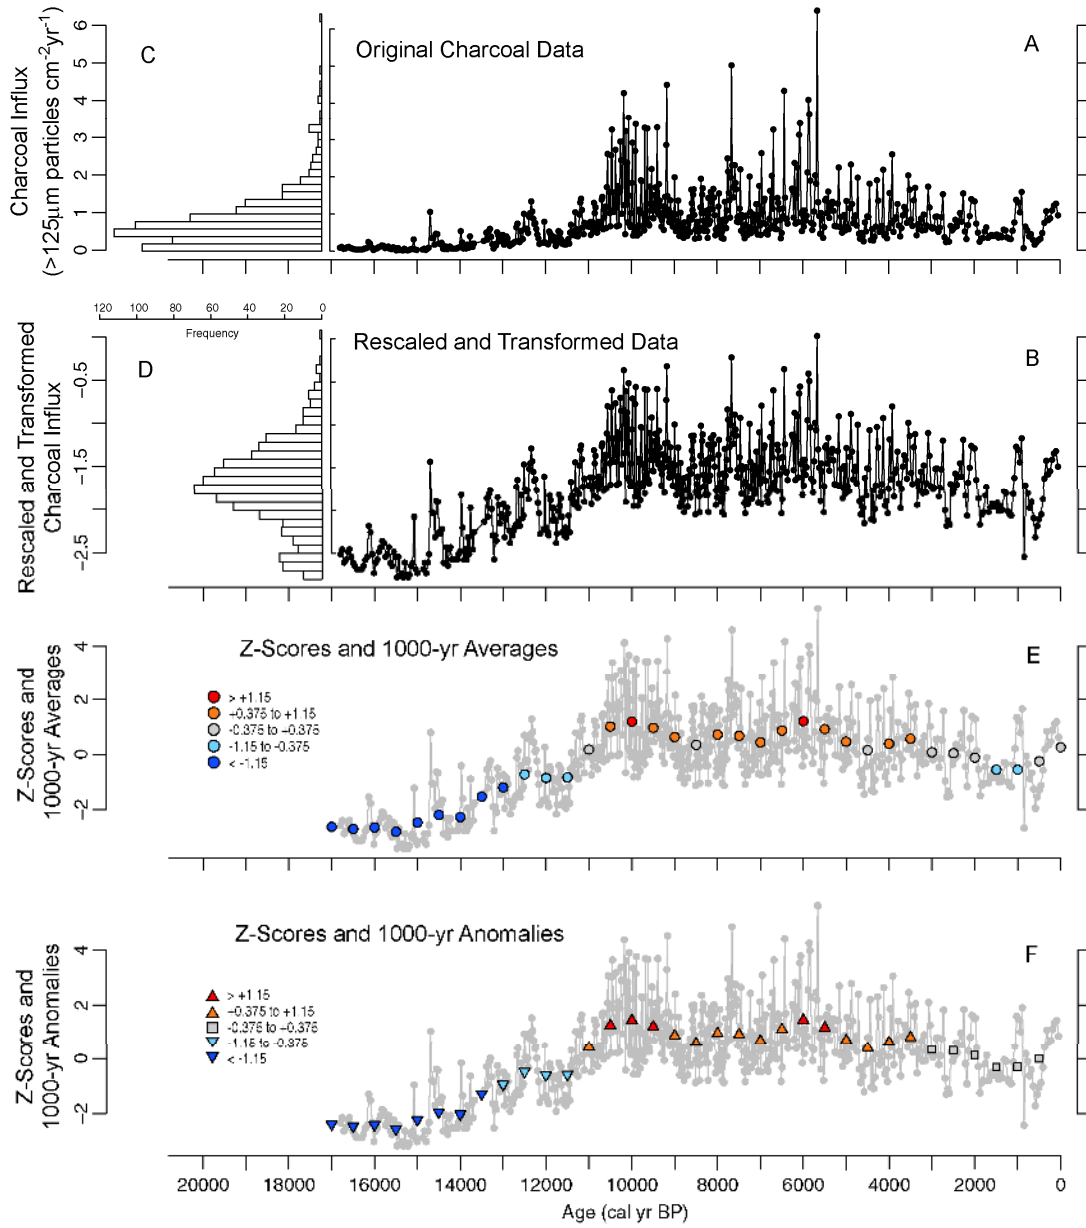 C
Original Charcoal Data
A
Charcoal Influx
(>125µm particles cm⁻²yr⁻¹)
6
5
4
3
2
1
0
120 100 80 60 40 20 0
Frequency
Rescaled and Transformed Data
D
B
Rescaled and Transformed
Charcoal Influx
-0.5
-1.5
-2.5
Z-Scores and 1000-yr Averages
E
Z-Scores and
1000-yr Averages
4
2
0
-2
> +1.15
+0.375 to +1.15
-0.375 to +0.375
-1.15 to -0.375
< -1.15
Z-Scores and 1000-yr Anomalies
F
Z-Scores and
1000-yr Anomalies
4
2
0
-2
> +1.15
+0.375 to +1.15
-0.375 to +0.375
-1.15 to -0.375
< -1.15
20000 18000 16000 14000 12000 10000 8000 6000 4000 2000 0
Age (cal yr BP)